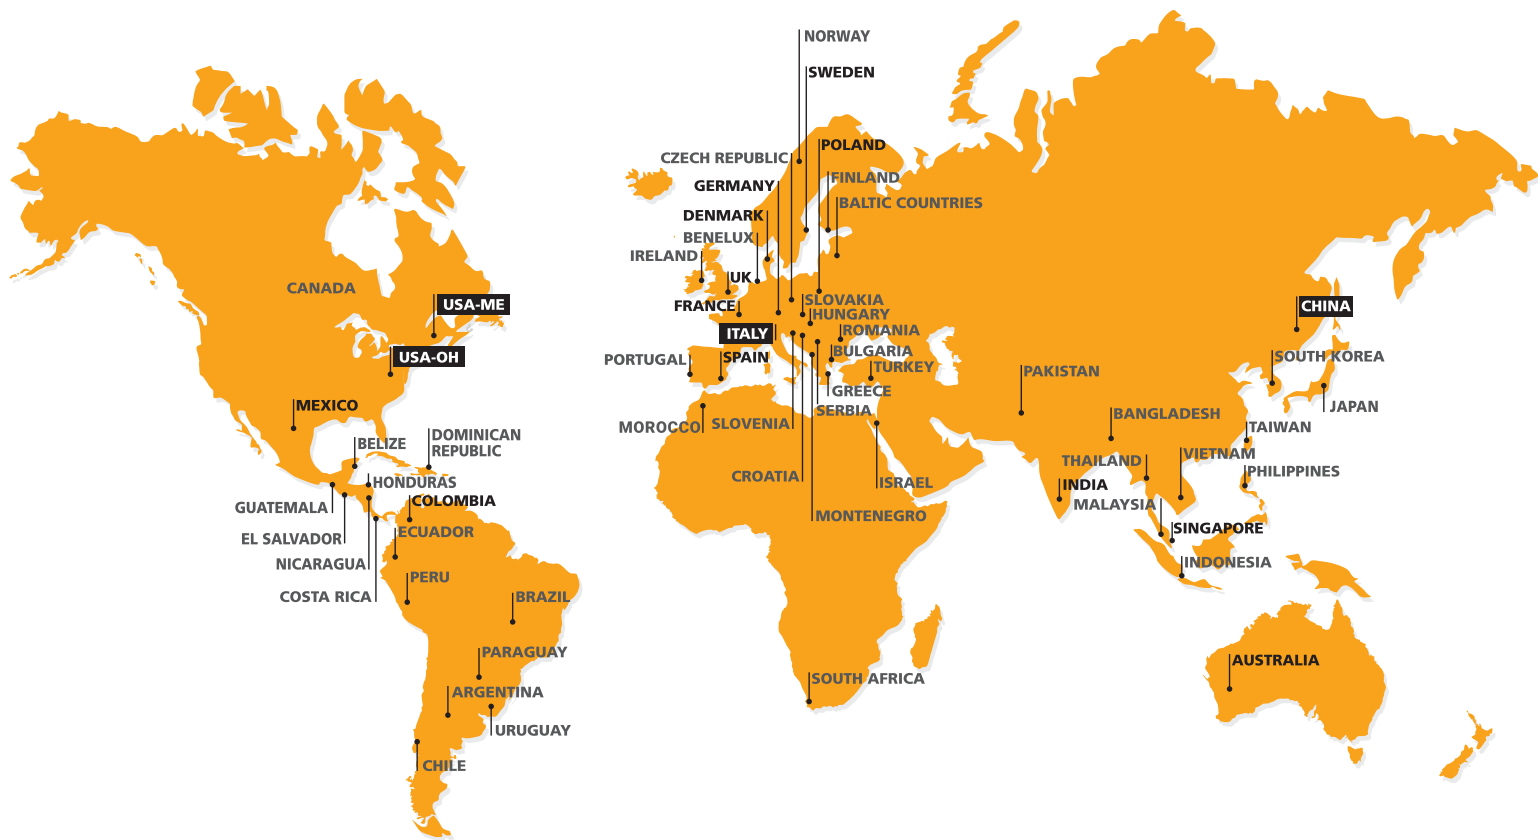 NORWAY
SWEDEN
POLAND
CZECH REPUBLIC
FINLAND
GERMANY
BALTIC COUNTRIES
DENMARK
BENELUX
IRELAND
UK
CANADA
USA-ME
FRANCE
SLOVAKIA
CHINA
HUNGARY
ITALY
ROMANIA
USA-OH
PORTUGAL
SPAIN
BULGARIA
SOUTH KOREA
TURKEY
PAKISTAN
GREECE
MEXICO
SERBIA
JAPAN
BANGLADESH
MOROCCO
SLOVENIA
TAIWAN
BELIZE
DOMINICAN
REPUBLIC
VIETNAM
THAILAND
PHILIPPINES
CROATIA
HONDURAS
ISRAEL
INDIA
COLOMBIA
MALAYSIA
GUATEMALA
MONTENEGRO
SINGAPORE
ECUADOR
EL SALVADOR
NICARAGUA
INDONESIA
PERU
COSTA RICA
BRAZIL
PARAGUAY
AUSTRALIA
SOUTH AFRICA
ARGENTINA
URUGUAY
CHILE